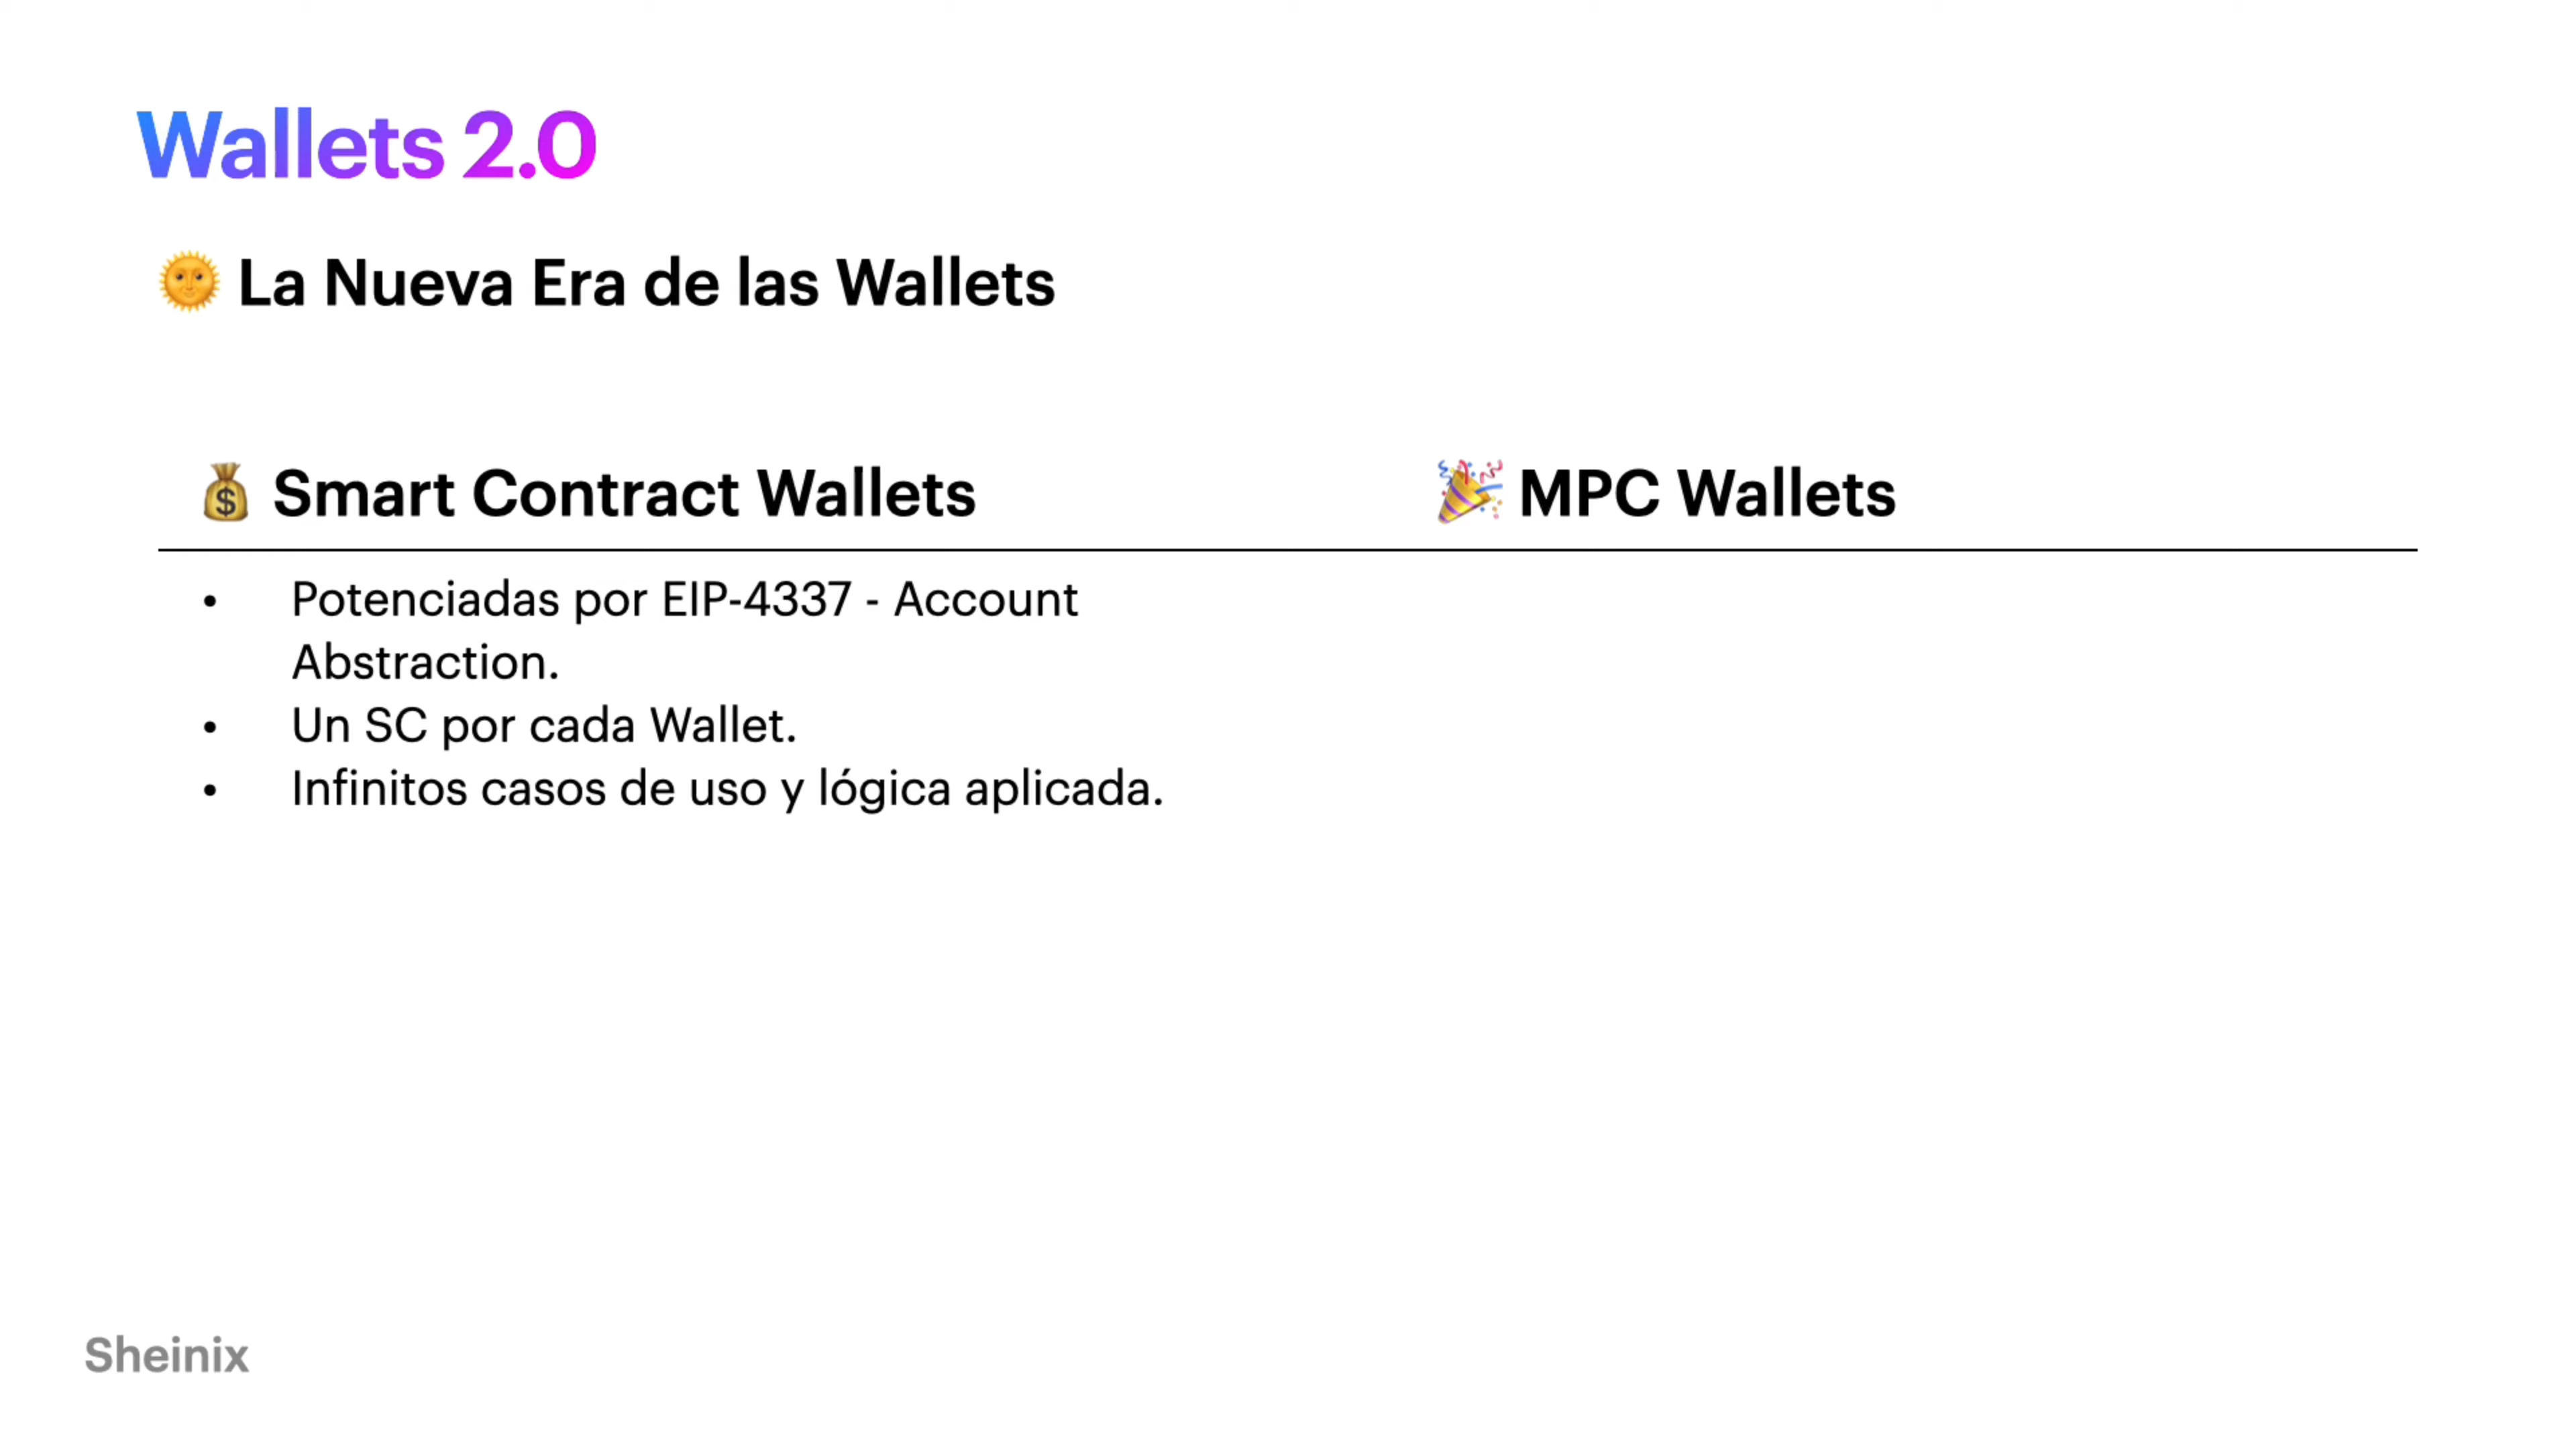 Wallets 2.0
🌞 La Nueva Era de las Wallets
💰 Smart Contract Wallets
🎉 MPC Wallets
• Potenciadas por EIP-4337 - Account
Abstraction.
• Un SC por cada Wallet.
• Infinitos casos de uso y lógica aplicada.
Sheinix